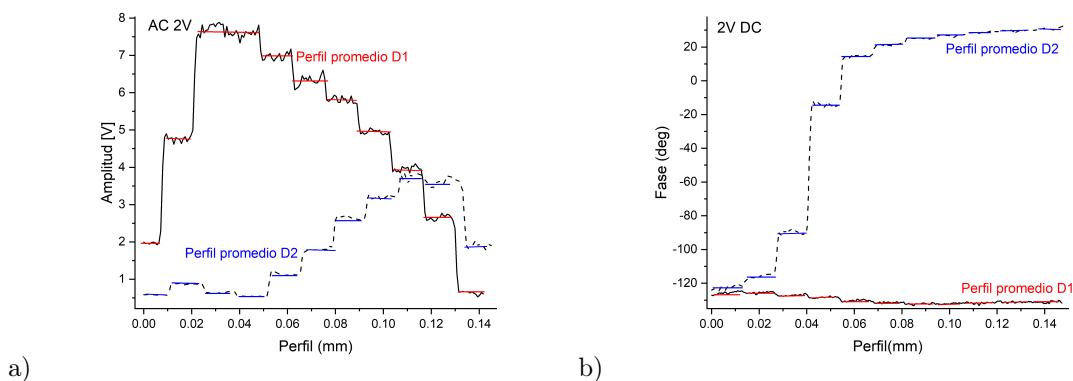 AC 2V
Perfil promedio D1
Perfil promedio D2
Amplitud [V]
8
7
6
5
4
3
2
1
0.00 0.02 0.04 0.06 0.08 0.10 0.12 0.14
Perfil (mm)
a)
2V DC
Perfil promedio D2
Perfil promedio D1
Fase (deg)
20
0
-20
-40
-60
-80
-100
-120
0.00 0.02 0.04 0.06 0.08 0.10 0.12 0.14
Perfil(mm)
b)